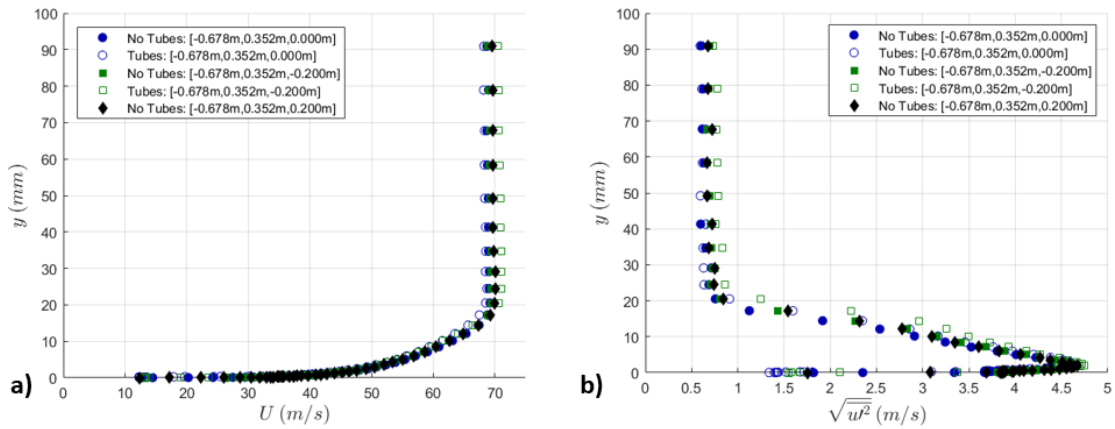 100
90
80
70
60
50
40
30
20
10
0
y (mm)
No Tubes: [-0.678m,0.352m,0.000m]
Tubes: [-0.678m,0.352m,0.000m]
No Tubes: [-0.678m,0.352m,-0.200m]
Tubes: [-0.678m,0.352m,-0.200m]
No Tubes: [-0.678m,0.352m,0.200m]
0 10 20 30 40 50 60 70
U (m/s)
a)
100
90
80
70
60
50
40
30
20
10
0
y (mm)
No Tubes: [-0.678m,0.352m,0.000m]
Tubes: [-0.678m,0.352m,0.000m]
No Tubes: [-0.678m,0.352m,-0.200m]
Tubes: [-0.678m,0.352m,-0.200m]
No Tubes: [-0.678m,0.352m,0.200m]
0 0.5 1 1.5 2 2.5 3 3.5 4 4.5 5
√u′² (m/s)
b)